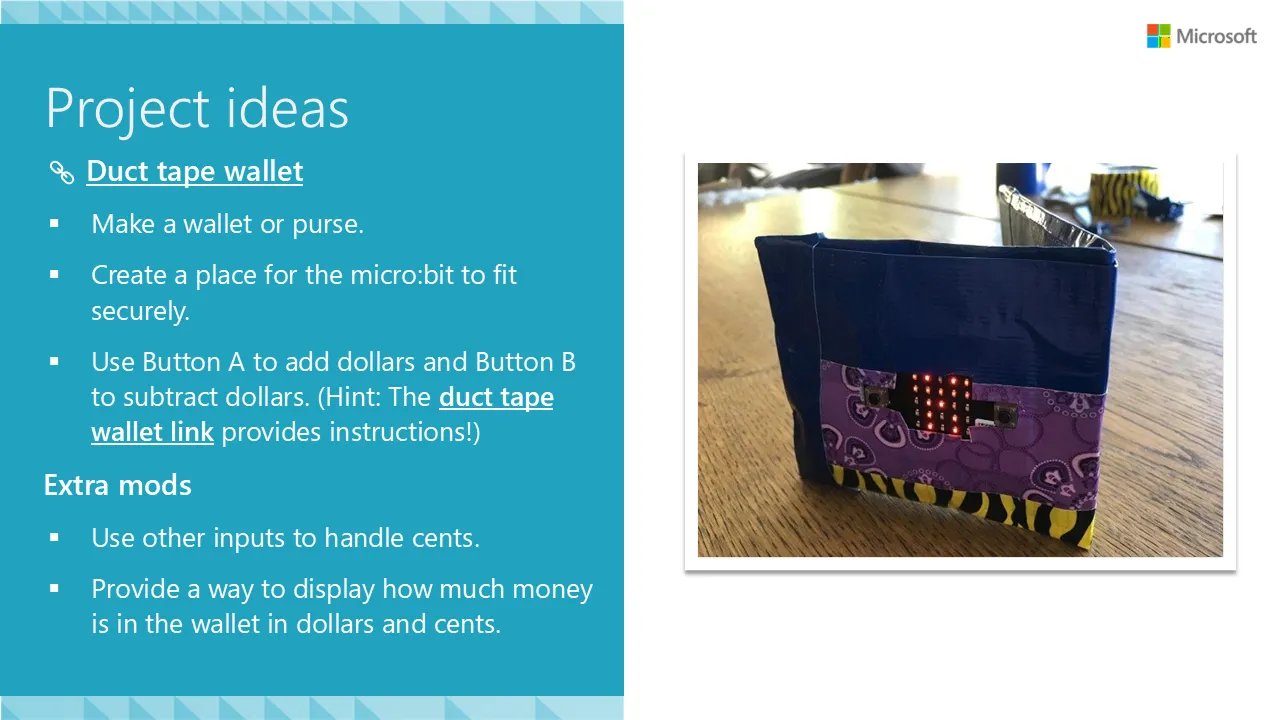 Microsoft
Project ideas
Duct tape wallet
▪ Make a wallet or purse.
▪ Create a place for the micro:bit to fit
securely.
▪ Use Button A to add dollars and Button B
to subtract dollars. (Hint: The duct tape
wallet link provides instructions!)
Extra mods
▪ Use other inputs to handle cents.
▪ Provide a way to display how much money
is in the wallet in dollars and cents.